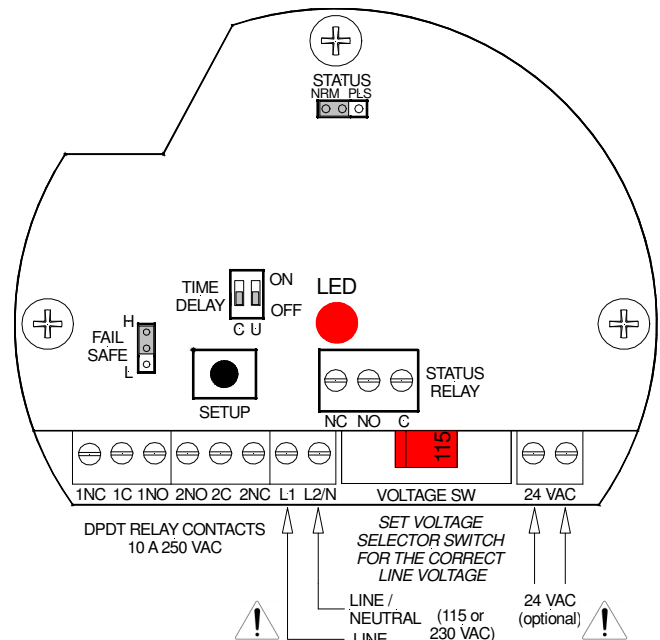 STATUS
NRM PLS
TIME
DELAY
ON
OFF
C U
LED
H
FAIL
SAFE
L
SETUP
STATUS
RELAY
NC NO C
115
1NC 1C 1NO 2NO 2C 2NC L1 L2/N VOLTAGE SW 24 VAC
DPDT RELAY CONTACTS
10 A 250 VAC
SET VOLTAGE
SELECTOR SWITCH
FOR THE CORRECT
LINE VOLTAGE
LINE /
NEUTRAL
LINE
(115 or
230 VAC)
24 VAC
(optional)
!
!